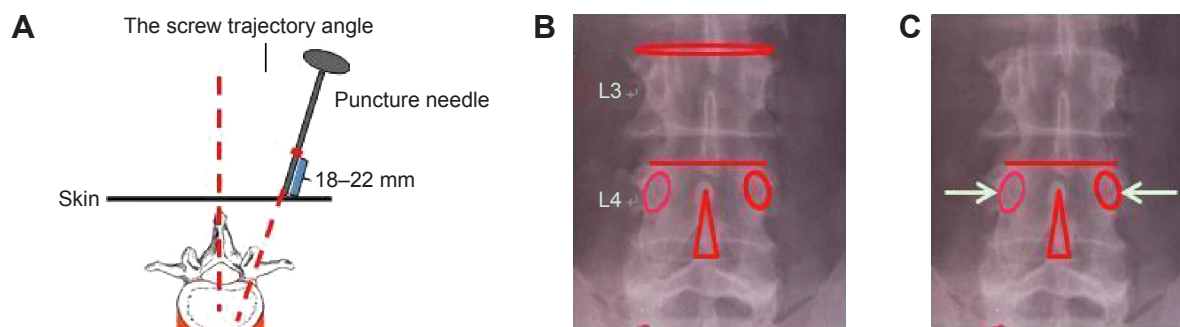 A
The screw trajectory angle
Puncture needle
18–22 mm
Skin
B
L3
L4
C